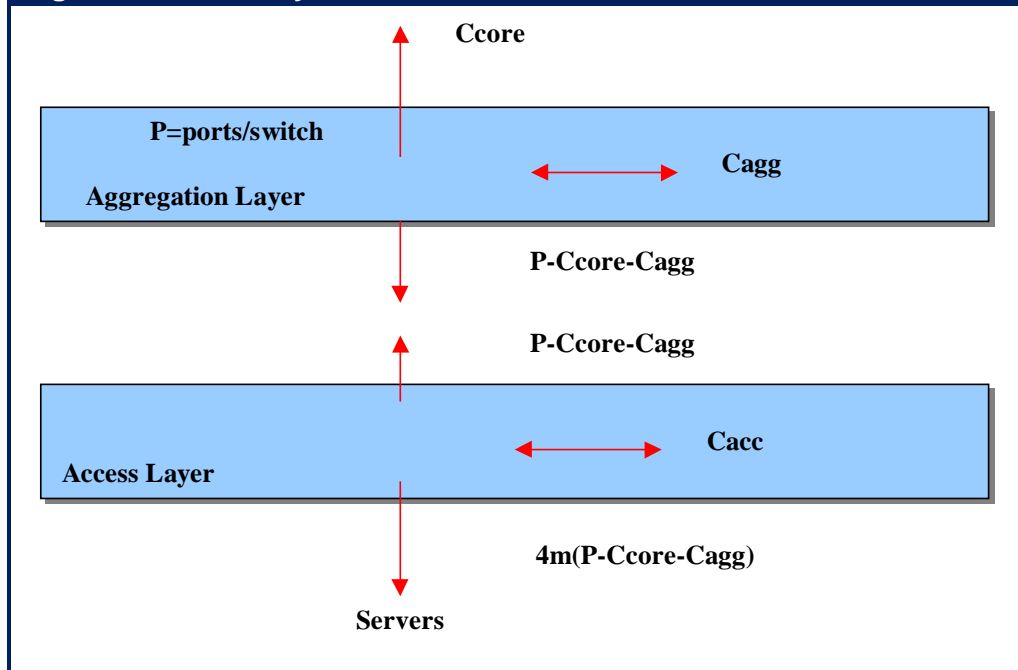 Ccore
P=ports/switch
Cagg
Aggregation Layer
P-Ccore-Cagg
P-Ccore-Cagg
Cacc
Access Layer
4m(P-Ccore-Cagg)
Servers